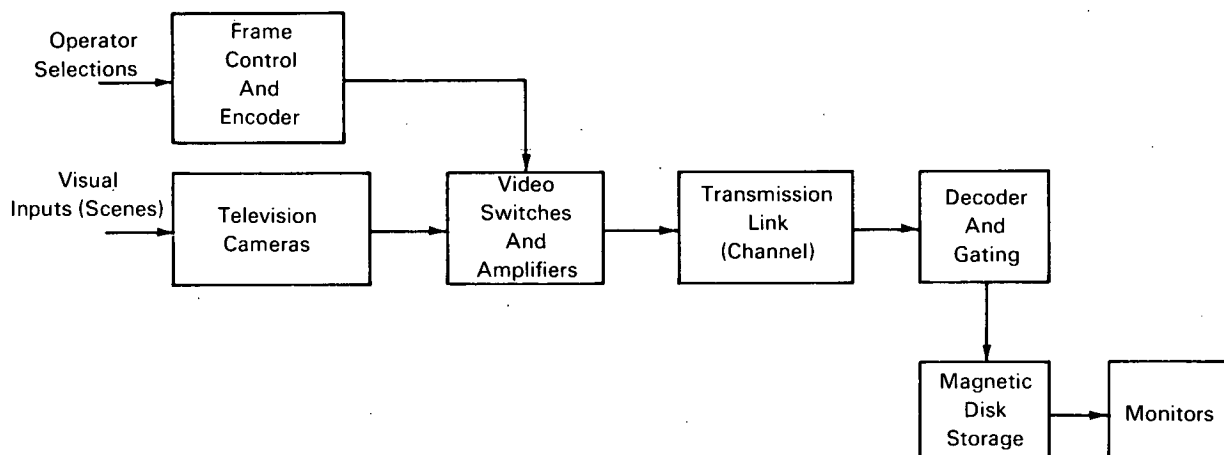 Operator
Selections
Frame
Control
And
Encoder
Visual
Inputs (Scenes)
Television
Cameras
Video
Switches
And
Amplifiers
Transmission
Link
(Channel)
Decoder
And
Gating
Magnetic
Disk
Storage
Monitors